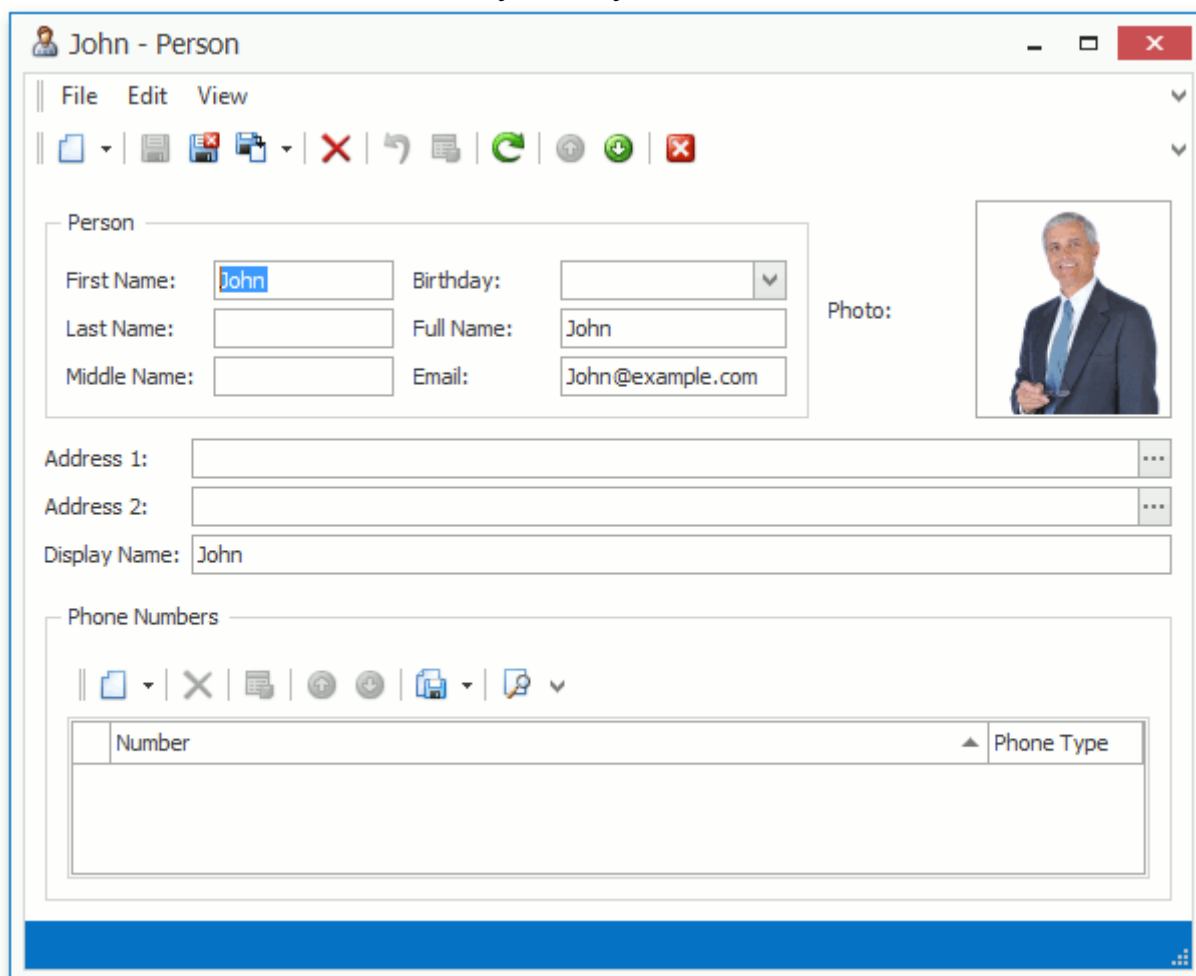 John - Person
File Edit View
Person
First Name: John Birthday:
Last Name: Full Name: John
Middle Name: Email: John@example.com
Photo:
Address 1:
Address 2:
Display Name: John
Phone Numbers
Number Phone Type